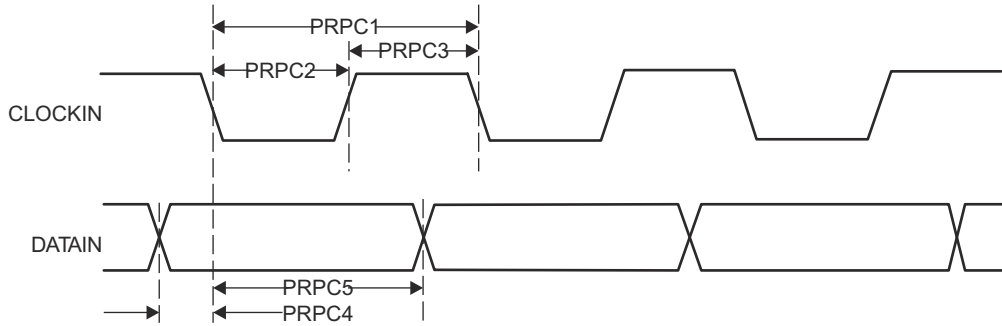 PRPC1
PRPC3
PRPC2
CLOCKIN
DATAIN
PRPC5
PRPC4